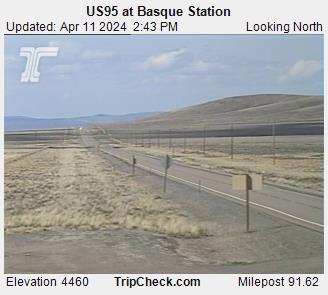 US95 at Basque Station
Updated: Apr 11 2024 2:43 PM Looking North
Elevation 4460 TripCheck.com Milepost 91.62